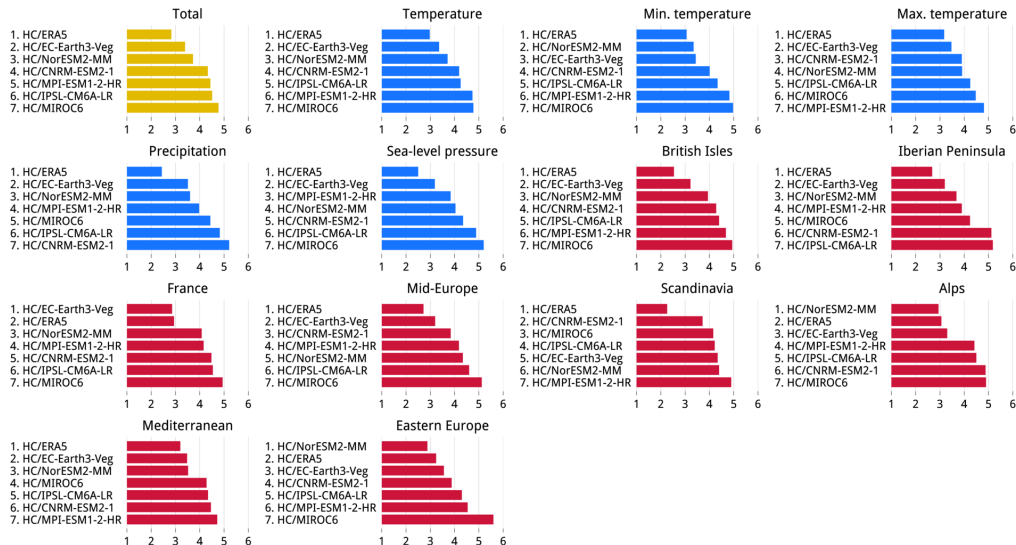 Total
1. HC/ERA5
2. HC/EC-Earth3-Veg
3. HC/NorESM2-MM
4. HC/CNRM-ESM2-1
5. HC/MPI-ESM1-2-HR
6. HC/IPSL-CM6A-LR
7. HC/MIROC6
1 2 3 4 5 6
Temperature
1. HC/ERA5
2. HC/EC-Earth3-Veg
3. HC/NorESM2-MM
4. HC/CNRM-ESM2-1
5. HC/IPSL-CM6A-LR
6. HC/MPI-ESM1-2-HR
7. HC/MIROC6
1 2 3 4 5 6
Min. temperature
1. HC/ERA5
2. HC/NorESM2-MM
3. HC/EC-Earth3-Veg
4. HC/CNRM-ESM2-1
5. HC/IPSL-CM6A-LR
6. HC/MPI-ESM1-2-HR
7. HC/MIROC6
1 2 3 4 5 6
Max. temperature
1. HC/ERA5
2. HC/EC-Earth3-Veg
3. HC/CNRM-ESM2-1
4. HC/NorESM2-MM
5. HC/IPSL-CM6A-LR
6. HC/MIROC6
7. HC/MPI-ESM1-2-HR
1 2 3 4 5 6
Precipitation
1. HC/ERA5
2. HC/EC-Earth3-Veg
3. HC/NorESM2-MM
4. HC/MPI-ESM1-2-HR
5. HC/MIROC6
6. HC/IPSL-CM6A-LR
7. HC/CNRM-ESM2-1
1 2 3 4 5 6
Sea-level pressure
1. HC/ERA5
2. HC/EC-Earth3-Veg
3. HC/MPI-ESM1-2-HR
4. HC/NorESM2-MM
5. HC/CNRM-ESM2-1
6. HC/IPSL-CM6A-LR
7. HC/MIROC6
1 2 3 4 5 6
British Isles
1. HC/ERA5
2. HC/EC-Earth3-Veg
3. HC/NorESM2-MM
4. HC/CNRM-ESM2-1
5. HC/IPSL-CM6A-LR
6. HC/MPI-ESM1-2-HR
7. HC/MIROC6
1 2 3 4 5 6
Iberian Peninsula
1. HC/ERA5
2. HC/EC-Earth3-Veg
3. HC/NorESM2-MM
4. HC/MPI-ESM1-2-HR
5. HC/MIROC6
6. HC/CNRM-ESM2-1
7. HC/IPSL-CM6A-LR
1 2 3 4 5 6
France
1. HC/EC-Earth3-Veg
2. HC/ERA5
3. HC/NorESM2-MM
4. HC/MPI-ESM1-2-HR
5. HC/CNRM-ESM2-1
6. HC/IPSL-CM6A-LR
7. HC/MIROC6
1 2 3 4 5 6
Mid-Europe
1. HC/ERA5
2. HC/EC-Earth3-Veg
3. HC/CNRM-ESM2-1
4. HC/MPI-ESM1-2-HR
5. HC/NorESM2-MM
6. HC/IPSL-CM6A-LR
7. HC/MIROC6
1 2 3 4 5 6
Scandinavia
1. HC/ERA5
2. HC/CNRM-ESM2-1
3. HC/MIROC6
4. HC/IPSL-CM6A-LR
5. HC/EC-Earth3-Veg
6. HC/NorESM2-MM
7. HC/MPI-ESM1-2-HR
1 2 3 4 5 6
Alps
1. HC/NorESM2-MM
2. HC/ERA5
3. HC/EC-Earth3-Veg
4. HC/MPI-ESM1-2-HR
5. HC/IPSL-CM6A-LR
6. HC/CNRM-ESM2-1
7. HC/MIROC6
1 2 3 4 5 6
Mediterranean
1. HC/ERA5
2. HC/EC-Earth3-Veg
3. HC/NorESM2-MM
4. HC/MIROC6
5. HC/IPSL-CM6A-LR
6. HC/CNRM-ESM2-1
7. HC/MPI-ESM1-2-HR
1 2 3 4 5 6
Eastern Europe
1. HC/NorESM2-MM
2. HC/ERA5
3. HC/EC-Earth3-Veg
4. HC/CNRM-ESM2-1
5. HC/IPSL-CM6A-LR
6. HC/MPI-ESM1-2-HR
7. HC/MIROC6
1 2 3 4 5 6